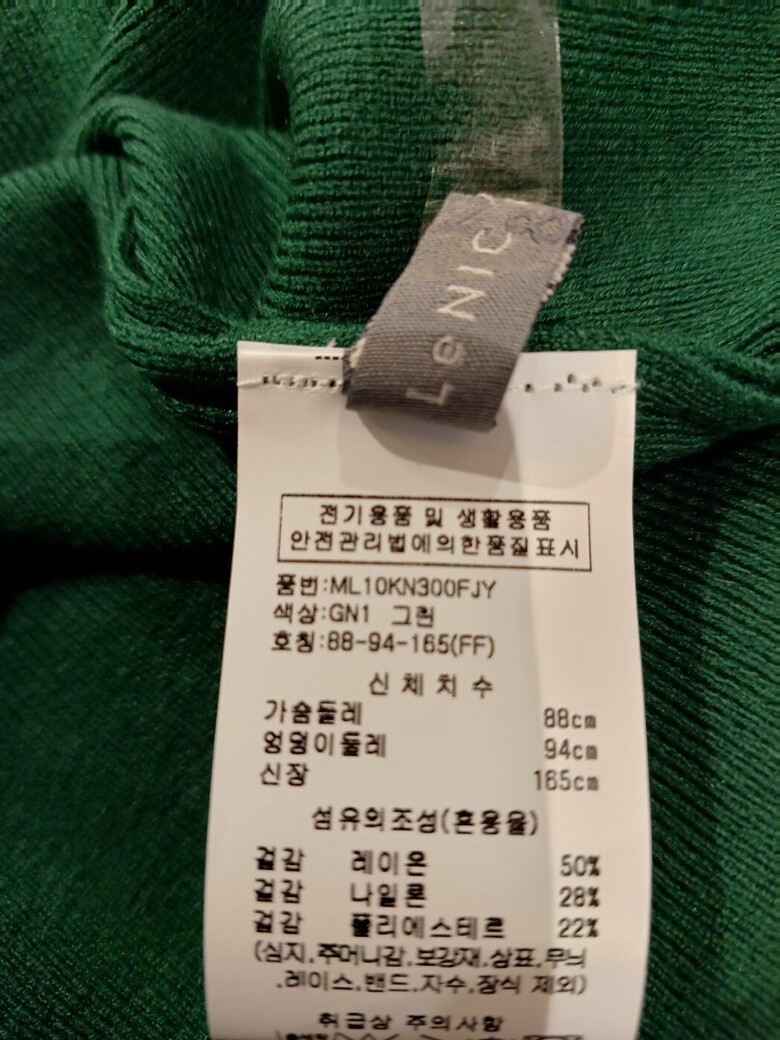 LeNIC
전기용품 및 생활용품
안전관리법에의한품질표시
품번:ML10KN300FJY
색상:GN1 그린
호칭:88-94-165(FF)
신체치수
가슴둘레 88cm
엉덩이둘레 94cm
신장 165cm
섬유의조성(혼용율)
겉감 레이온 50%
겉감 나일론 28%
겉감 폴리에스테르 22%
(심지,주머니감,보강재,상표,무늬
,레이스,밴드,자수,장식 제외)
취급상 주의사항